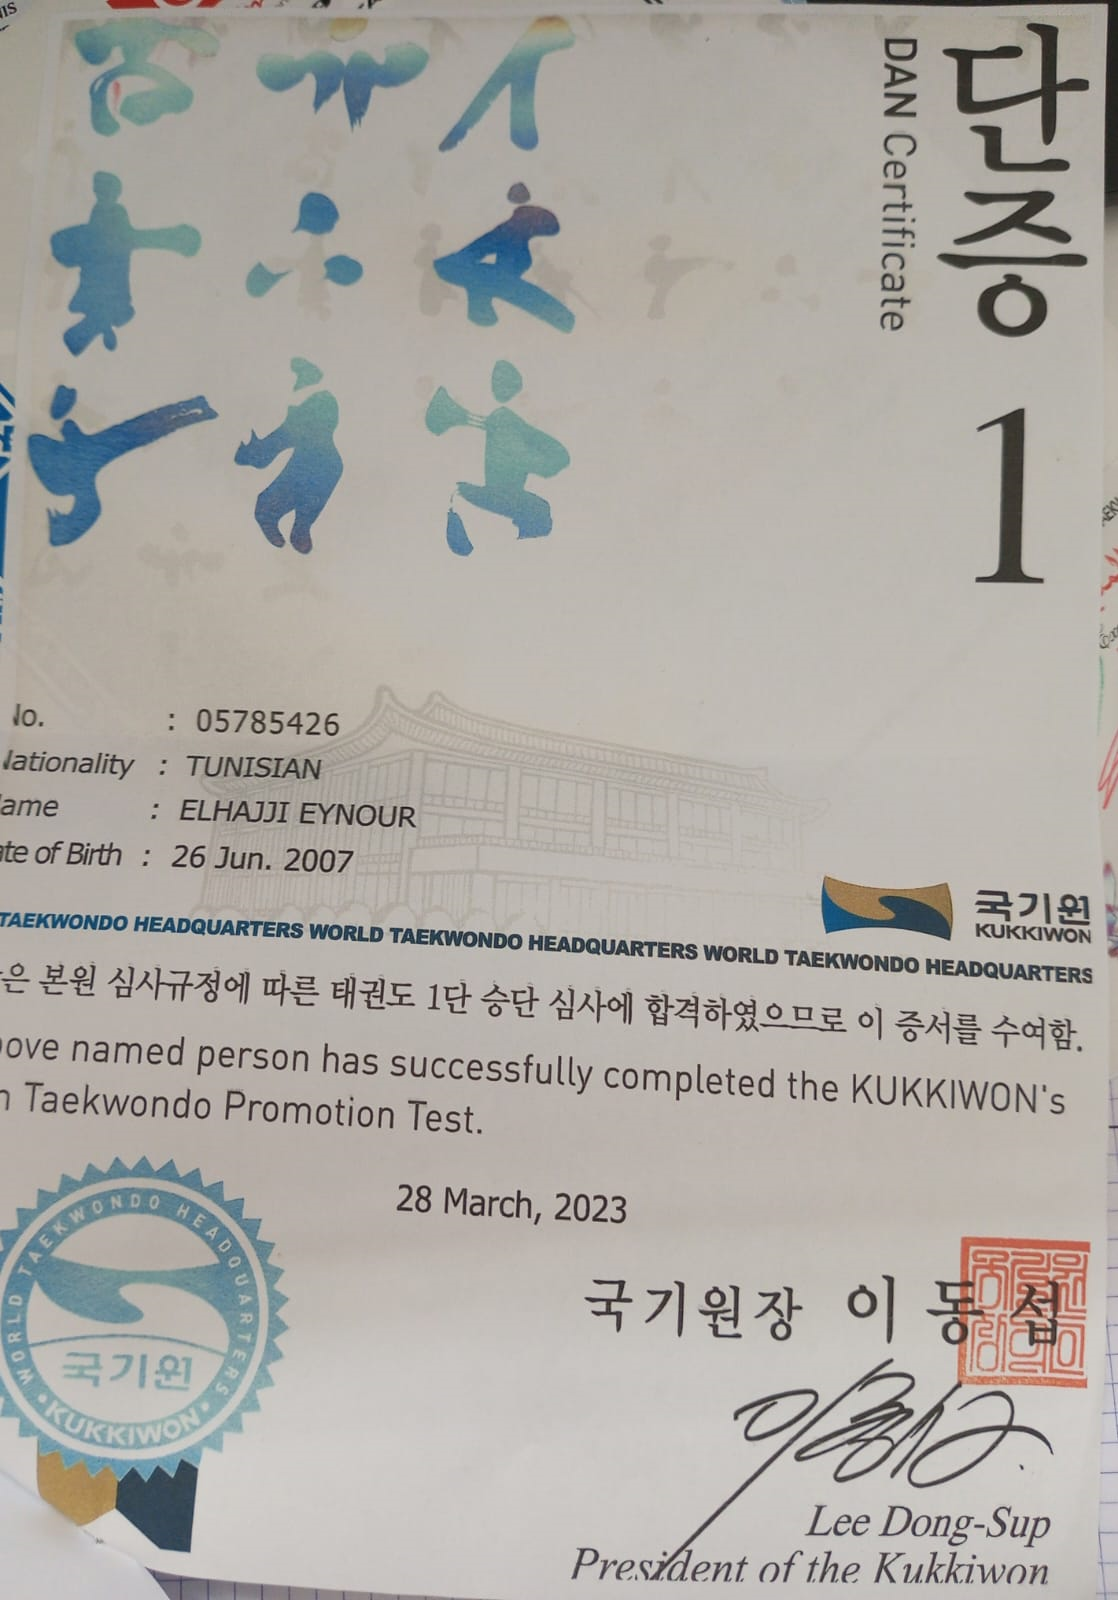 단증
DAN Certificate
1
No. : 05785426
Nationality : TUNISIAN
ame : ELHAJJI EYNOUR
ate of Birth : 26 Jun. 2007
국기원
KUKKIWON
TAEKWONDO HEADQUARTERS WORLD TAEKWONDO HEADQUARTERS WORLD TAEKWONDO HEADQUARTERS
은 본원 심사규정에 따른 태권도 1단 승단 심사에 합격하였으므로 이 증서를 수여함.
ove named person has successfully completed the KUKKIWON's
n Taekwondo Promotion Test.
28 March, 2023
WORLD TAEKWONDO HEADQUARTERS
국기원
KUKKIWON
국기원장 이동섭
Lee Dong-Sup
President of the Kukkiwon